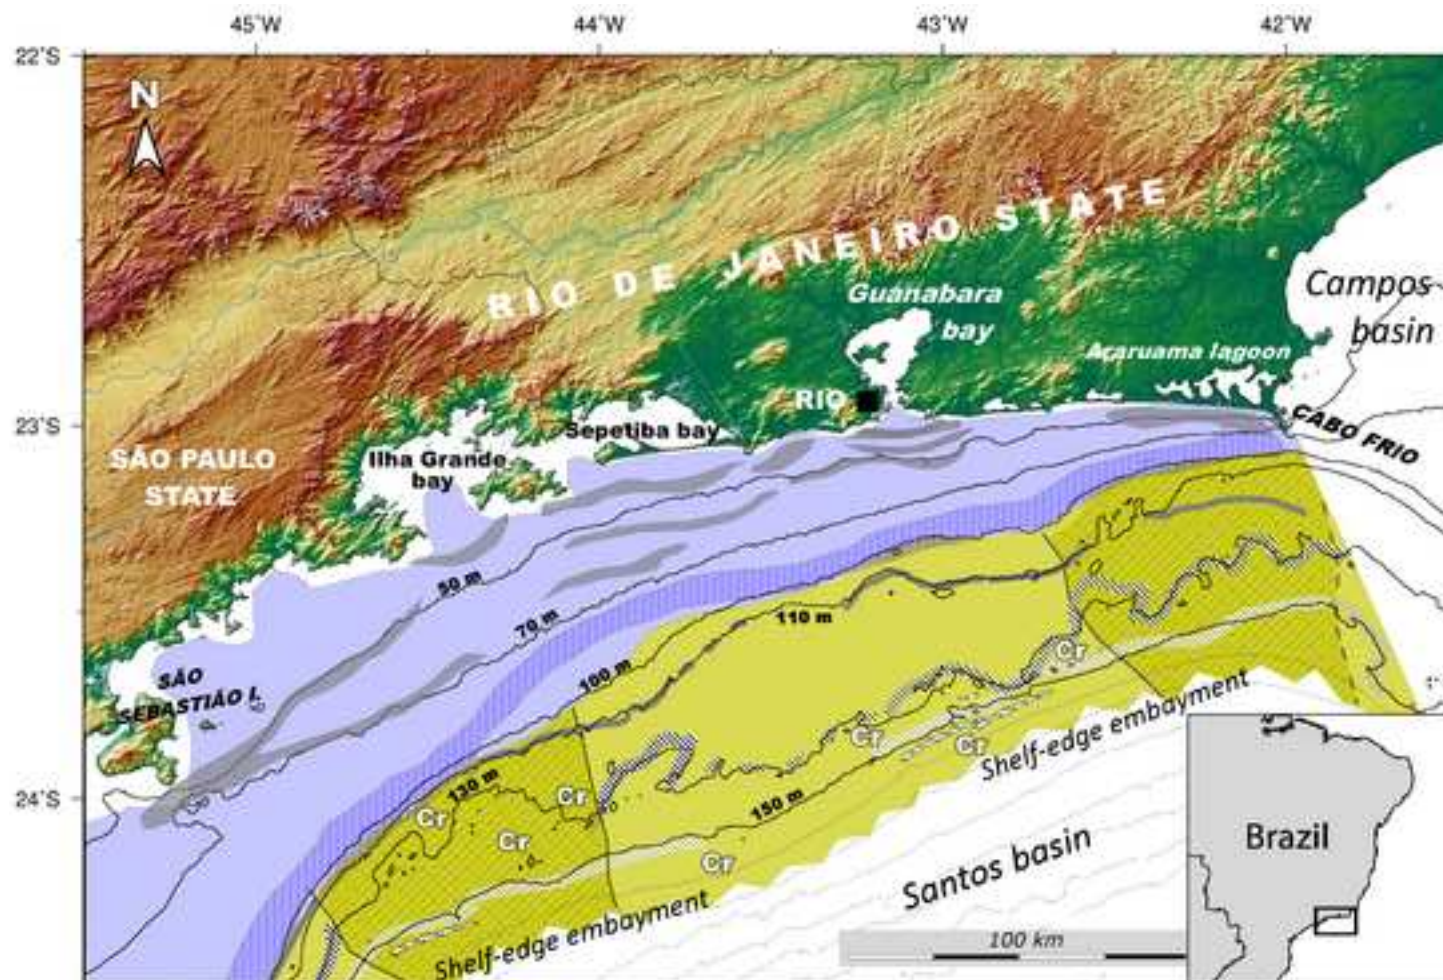 45°W
44°W
43°W
42°W
22°S
N
RIO DE JANEIRO STATE
Guanabara
bay
Campos
basin
Araruama lagoon
RIO
23°S
CABO FRIO
Sepetiba bay
SÃO PAULO
STATE
Ilha Grande
bay
50 m
70 m
110 m
100 m
Cr
SÃO
SEBASTIÃO I.
Cr
Cr
Shelf-edge embayment
24°S
130 m
Cr
Cr
150 m
Cr
Cr
Brazil
Santos basin
Shelf-edge embayment
100 km